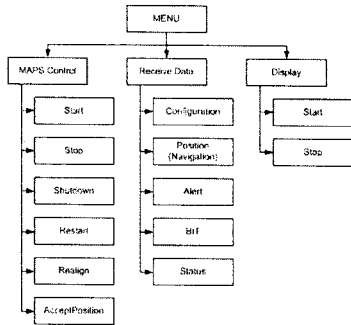 MENU
MAPS Control
Receive Data
Display
Start
Stop
Shutdown
Restart
Realign
AcceptPosition
Configuration
Position
(Navigation)
Alert
BIT
Status
Start
Stop